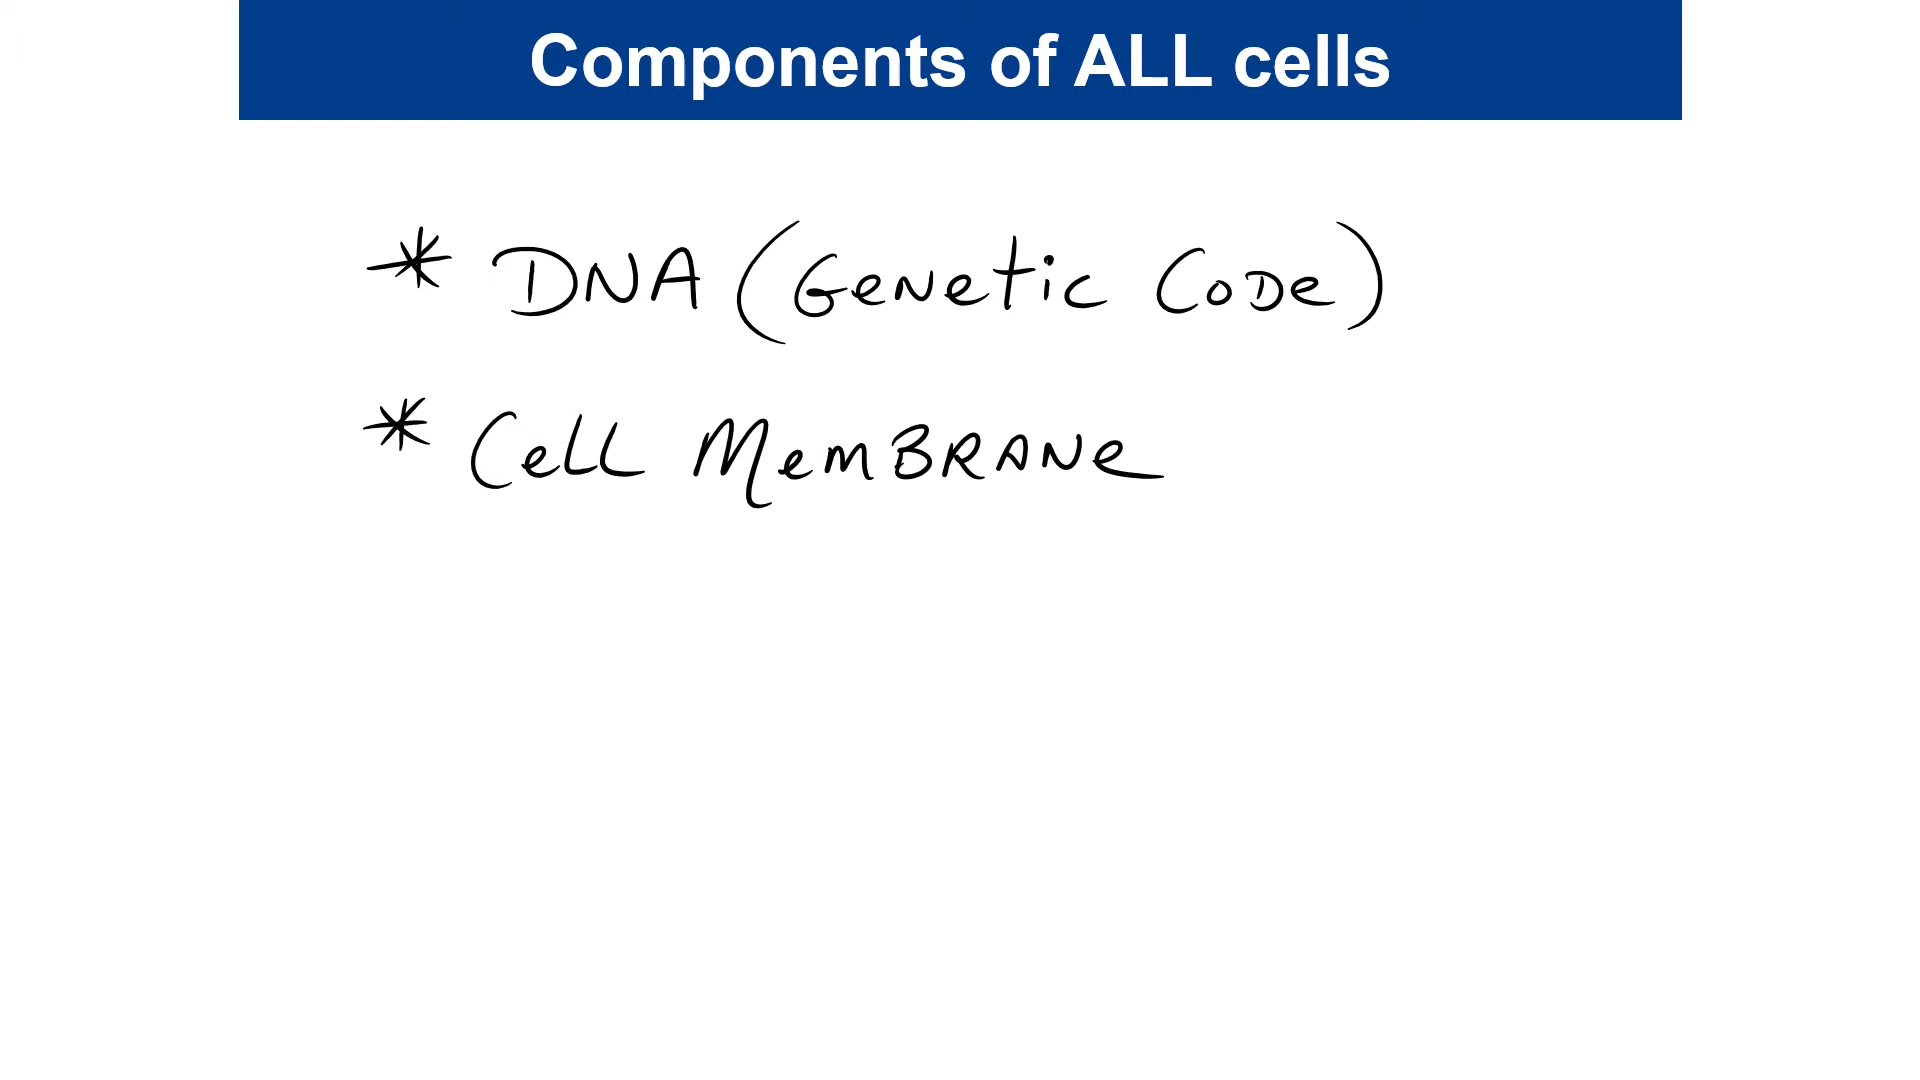 Components of ALL cells
* DNA (Genetic Code)
* Cell Membrane